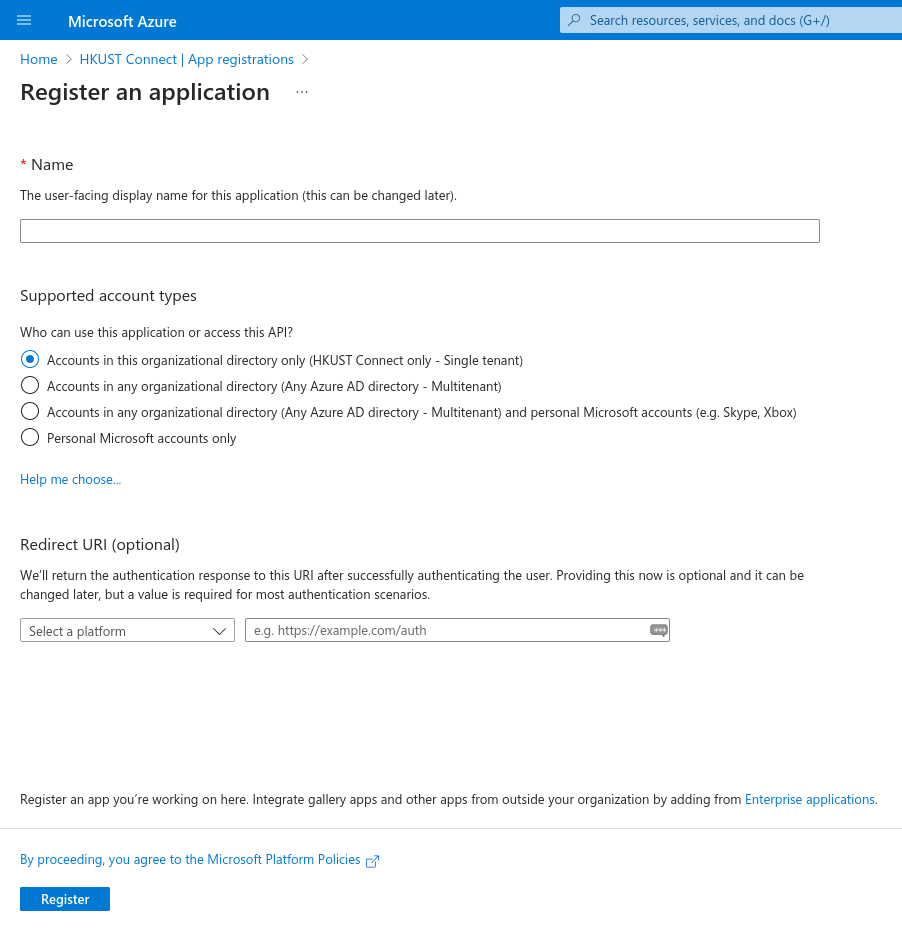 Microsoft Azure
Search resources, services, and docs (G+/)
Home > HKUST Connect | App registrations >
Register an application ...
* Name
The user-facing display name for this application (this can be changed later).
Supported account types
Who can use this application or access this API?
Accounts in this organizational directory only (HKUST Connect only - Single tenant)
Accounts in any organizational directory (Any Azure AD directory - Multitenant)
Accounts in any organizational directory (Any Azure AD directory - Multitenant) and personal Microsoft accounts (e.g. Skype, Xbox)
Personal Microsoft accounts only
Help me choose...
Redirect URI (optional)
We'll return the authentication response to this URI after successfully authenticating the user. Providing this now is optional and it can be
changed later, but a value is required for most authentication scenarios.
Select a platform
e.g. https://example.com/auth
Register an app you're working on here. Integrate gallery apps and other apps from outside your organization by adding from Enterprise applications.
By proceeding, you agree to the Microsoft Platform Policies
Register